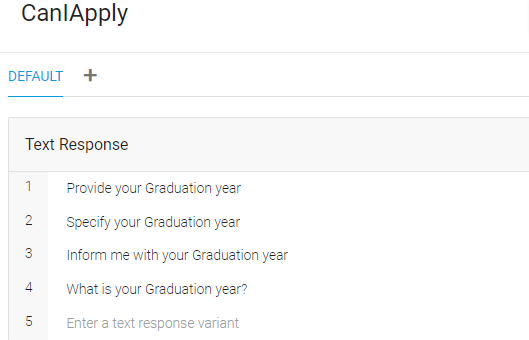 CanIApply
DEFAULT +
Text Response
1 Provide your Graduation year
2 Specify your Graduation year
3 Inform me with your Graduation year
4 What is your Graduation year?
5 Enter a text response variant